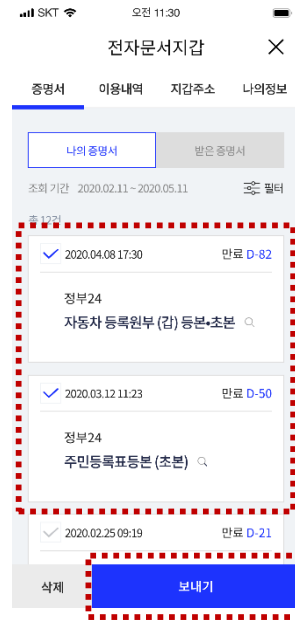 SKT 오전 11:30
전자문서지갑
증명서 이용내역 지갑주소 나의정보
나의 증명서 받은 증명서
조회 기간 2020.02.11 ~ 2020.05.11 필터
총 12건
2020.04.08 17:30 만료 D-82
정부24
자동차 등록원부 (갑) 등본•초본
2020.03.12 11:23 만료 D-50
정부24
주민등록표등본 (초본)
2020.02.25 09:19 만료 D-21
삭제 보내기